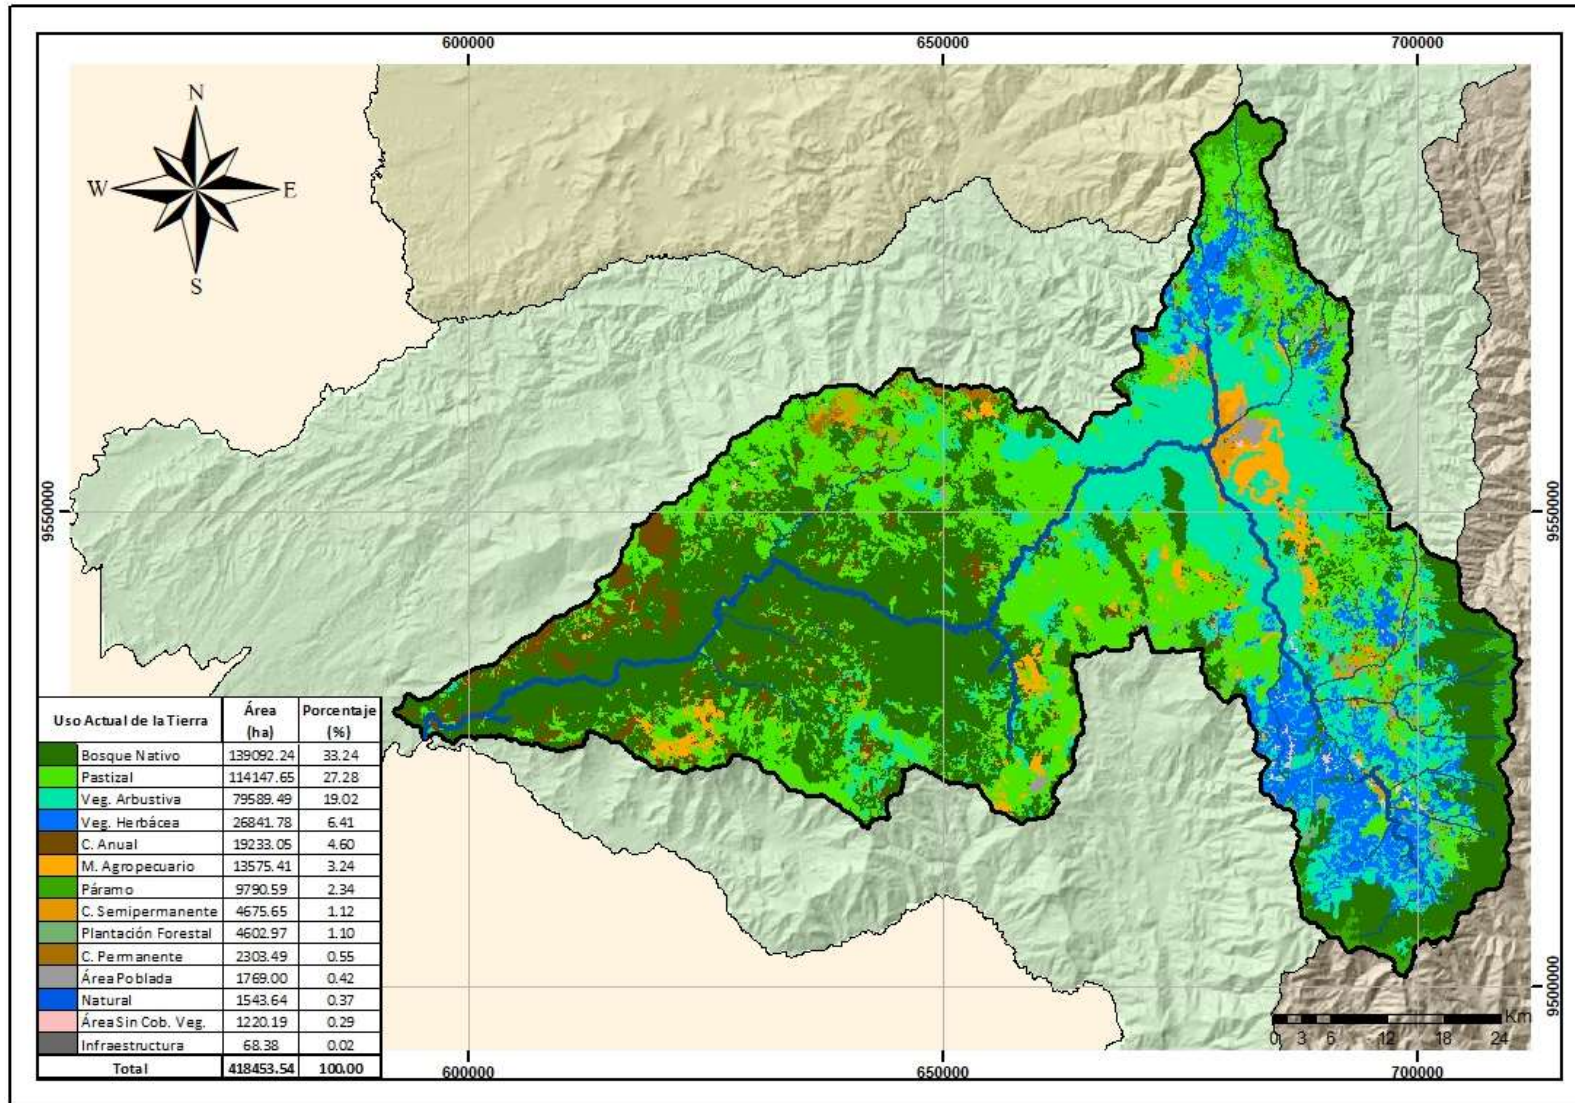 600000 650000 700000
N
W E
S
9550000 9550000
Uso Actual de la Tierra Área (ha) Porcentaje (%)
Bosque Nativo 139092.24 33.24
Pastizal 114147.65 27.28
Veg. Arbustiva 79589.49 19.02
Veg. Herbácea 26841.78 6.41
C. Anual 19233.05 4.60
M. Agropecuario 13575.41 3.24
Páramo 9790.59 2.34
C. Semipermanente 4675.65 1.12
Plantación Forestal 4602.97 1.10
C. Permanente 2303.49 0.55
Área Poblada 1769.00 0.42
Natural 1543.64 0.37
Área Sin Cob. Veg. 1220.19 0.29
Infraestructura 68.38 0.02
Total 418453.54 100.00
9500000
Km
0 3 6 12 18 24
600000 650000 700000